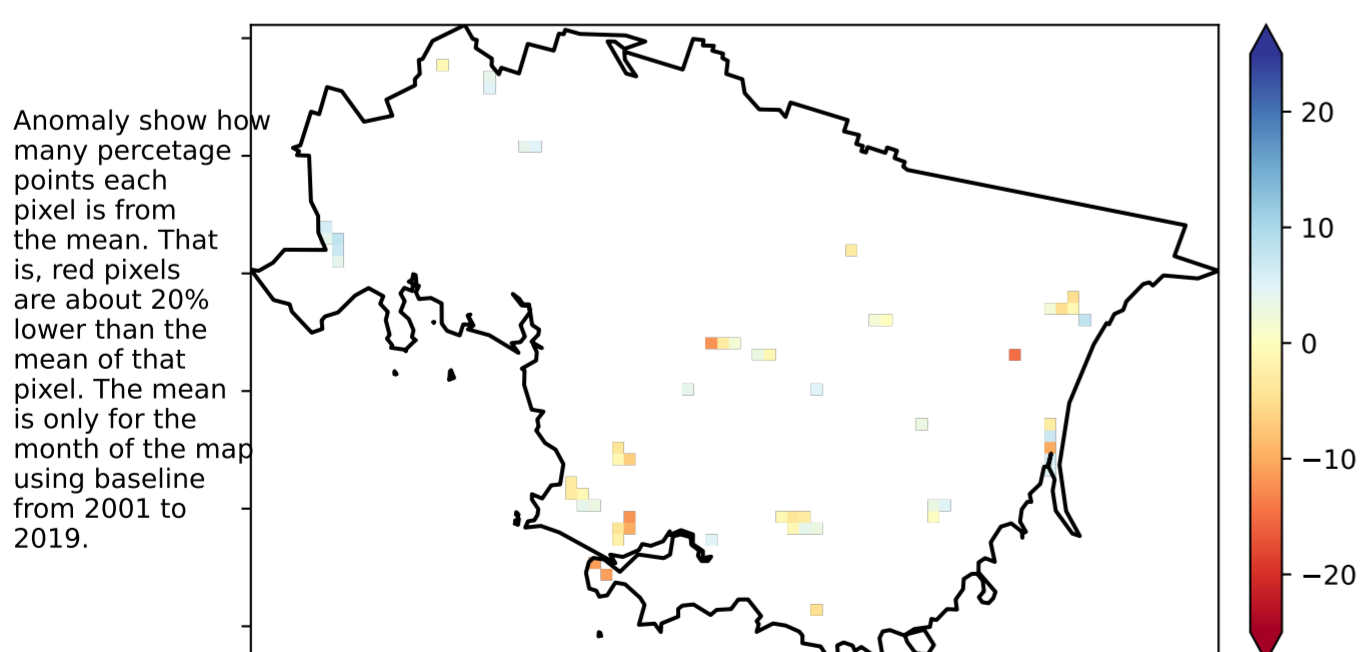 Anomaly show how
many percetage
points each
pixel is from
the mean. That
is, red pixels
are about 20%
lower than the
mean of that
pixel. The mean
is only for the
month of the map
using baseline
from 2001 to
2019.
20
10
0
−10
−20